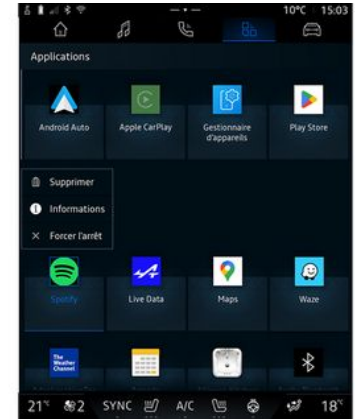 10°C 15:03
Applications
Android Auto
Apple CarPlay
Gestionnaire
d'appareils
Play Store
Supprimer
Informations
Forcer l'arrêt
Spotify
Live Data
Maps
Waze
The
Weather
Channel
21°C 2 SYNC A/C 18°C